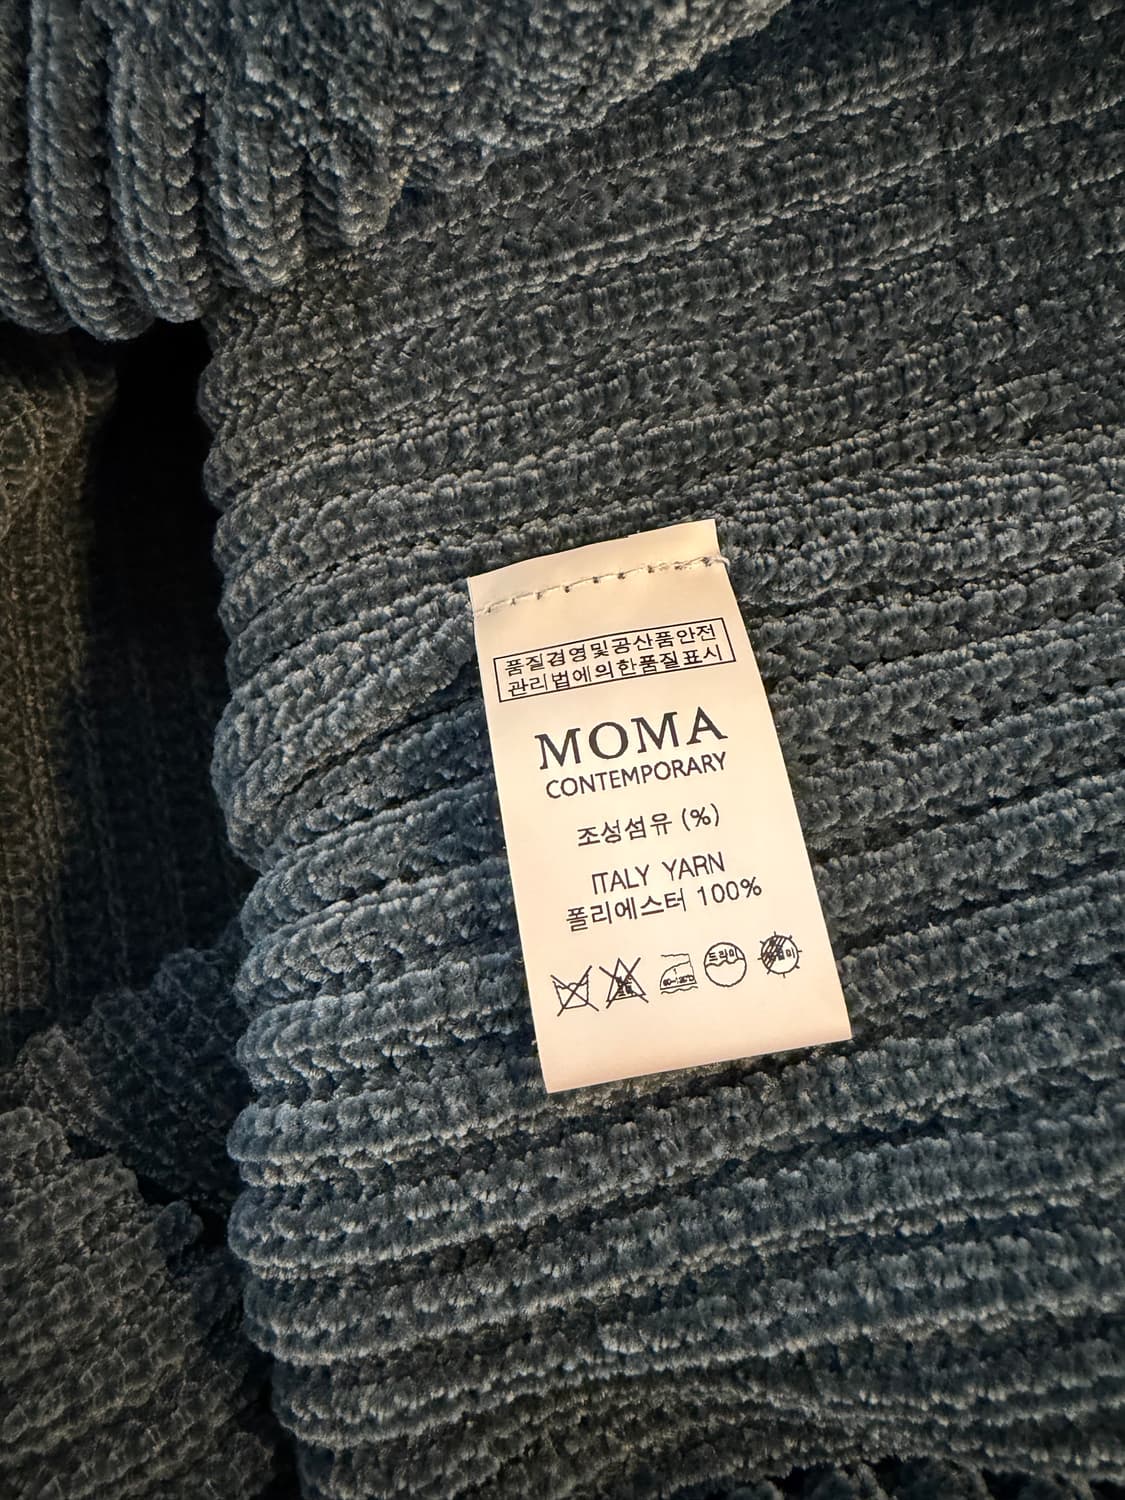 품질경영및공산품안전
관리법에의한품질표시
MOMA
CONTEMPORARY
조성섬유 (%)
ITALY YARN
폴리에스터 100%
드라이